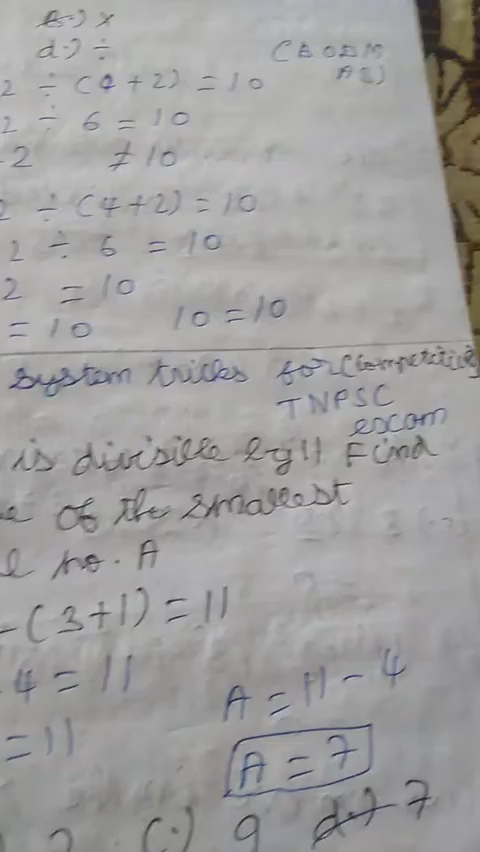 x
d.) ÷
(BODM
AS)
2 ÷ (4+2) = 10
2 ÷ 6 = 10
2 ≠ 10
÷ (4+2) = 10
2 ÷ 6 = 10
2 = 10
= 10 10 = 10
System tricks for Competitive
TNPSC
exam
is divisible by 11 Find
of the smallest
no. A
-(3+1) = 11
4 = 11
A = 11 - 4
= 11
A = 7
C.) 9 d.) 7